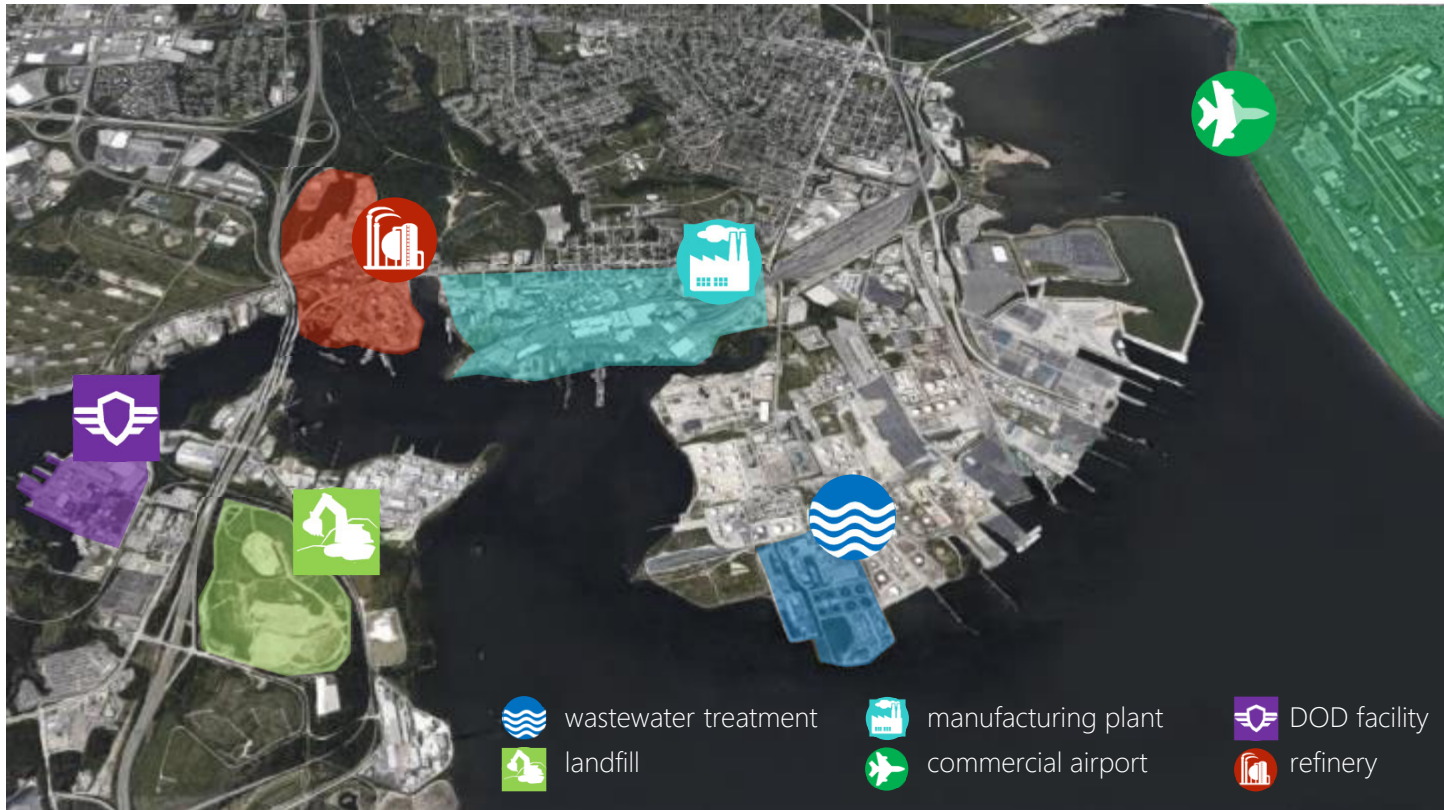 wastewater treatment
manufacturing plant
DOD facility
landfill
commercial airport
refinery